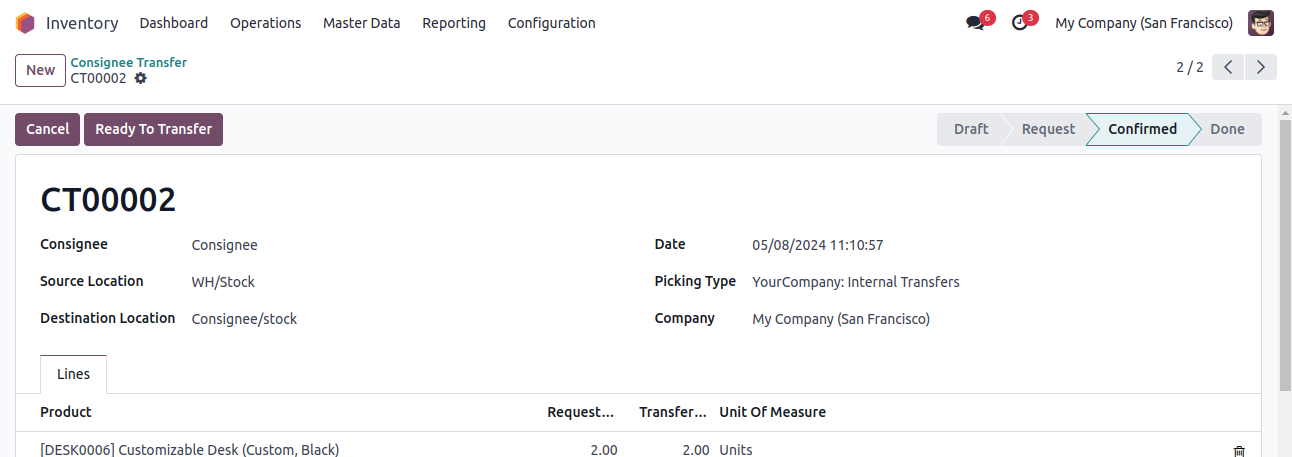 Inventory Dashboard Operations Master Data Reporting Configuration 6 3 My Company (San Francisco)
New Consignee Transfer
CT00002 2 / 2
Cancel Ready To Transfer Draft Request Confirmed Done
CT00002
Consignee Consignee Date 05/08/2024 11:10:57
Source Location WH/Stock Picking Type YourCompany: Internal Transfers
Destination Location Consignee/stock Company My Company (San Francisco)
Lines
Product Request... Transfer... Unit Of Measure
[DESK0006] Customizable Desk (Custom, Black) 2.00 2.00 Units